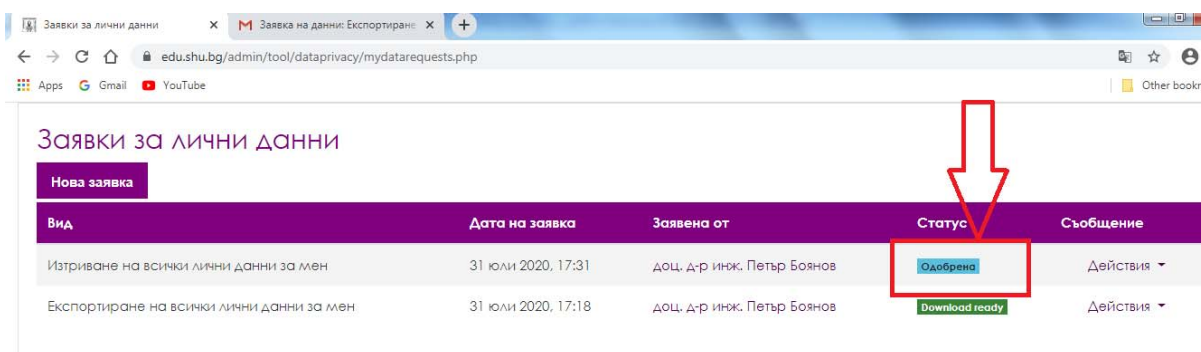 Заявки за лични данни
Заявка на данни: Експортиране
edu.shu.bg/admin/tool/dataprivacy/mydatarequests.php
Apps Gmail YouTube Other bookr
Заявки за лични данни
Нова заявка
Вид Дата на заявка Заявена от Статус Съобщение
Изтриване на всички лични данни за мен 31 юли 2020, 17:31 доц. д-р инж. Петър Боянов Одобрена Действия
Експортиране на всички лични данни за мен 31 юли 2020, 17:18 доц. д-р инж. Петър Боянов Download ready Действия